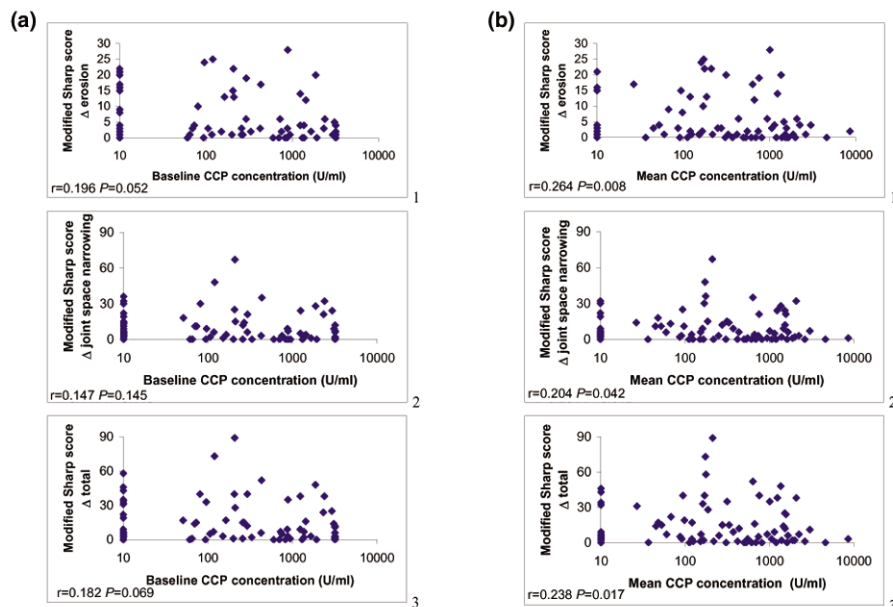 (a)
Modified Sharp score
Δ erosion
30
25
20
15
10
5
0
10 100 1000 10000
Baseline CCP concentration (U/ml)
r=0.196 P=0.052
1
Modified Sharp score
Δ joint space narrowing
90
60
30
0
10 100 1000 10000
Baseline CCP concentration (U/ml)
r=0.147 P=0.145
2
Modified Sharp score
Δ total
90
60
30
0
10 100 1000 10000
Baseline CCP concentration (U/ml)
r=0.182 P=0.069
3
(b)
Modified Sharp score
Δ erosion
30
25
20
15
10
5
0
10 100 1000 10000
Mean CCP concentration (U/ml)
r=0.264 P=0.008
1
Modified Sharp score
Δ joint space narrowing
90
60
30
0
10 100 1000 10000
Mean CCP concentration (U/ml)
r=0.204 P=0.042
2
Modified Sharp score
Δ total
90
60
30
0
10 100 1000 10000
Mean CCP concentration (U/ml)
r=0.238 P=0.017